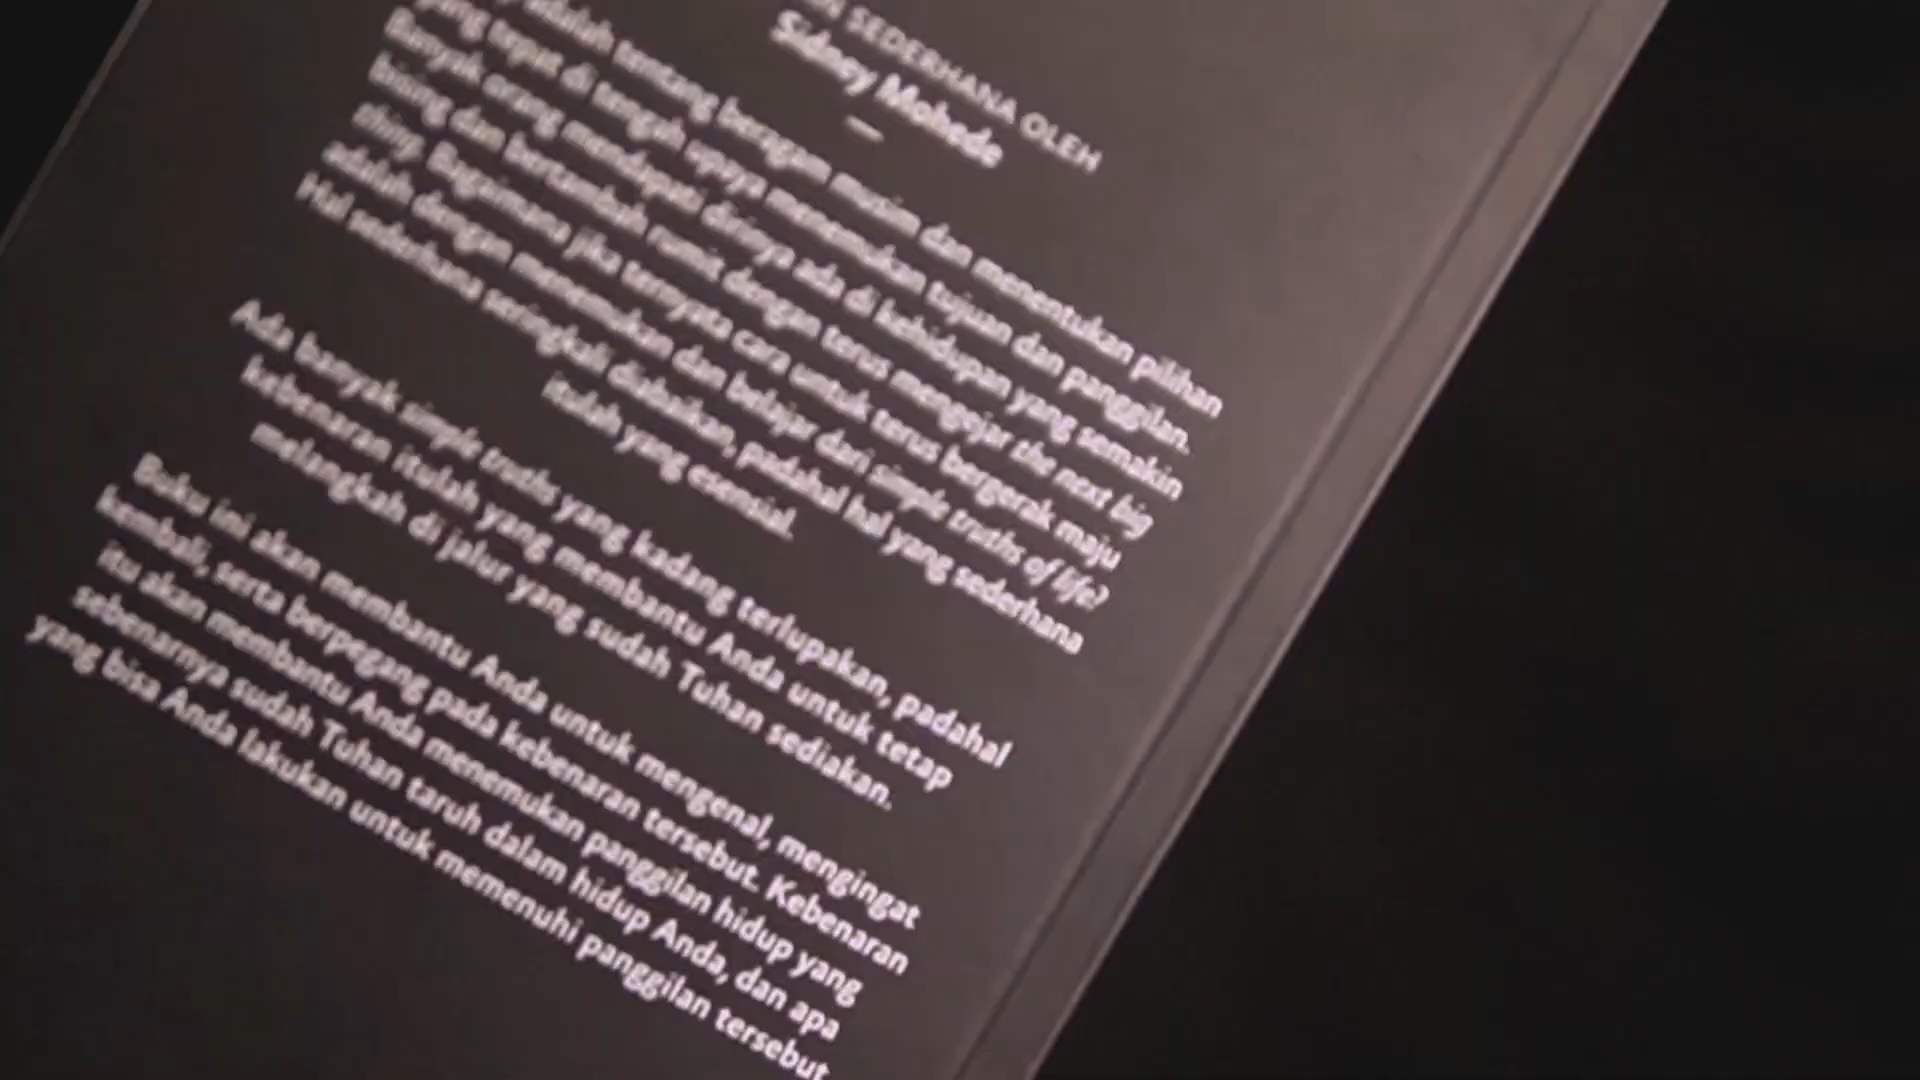 SEDERHANA OLEH
Sidney Mohede
adalah tentang beragam musim dan menentukan pilihan
yang tepat di tengah upaya menemukan tujuan dan panggilan.
Banyak orang mendapati dirinya ada di kehidupan yang semakin
bising dan bertambah rumit dengan terus mengejar the next big
thing. Bagaimana jika ternyata cara untuk terus bergerak maju
adalah dengan menemukan dan belajar dari simple truths of life?
Hal sederhana seringkali diabaikan, padahal hal yang sederhana
itulah yang esensial.
Ada banyak simple truths yang kadang terlupakan, padahal
kebenaran itulah yang membantu Anda untuk tetap
melangkah di jalur yang sudah Tuhan sediakan.
Buku ini akan membantu Anda untuk mengenal, mengingat
kembali, serta berpegang pada kebenaran tersebut. Kebenaran
itu akan membantu Anda menemukan panggilan hidup yang
sebenarnya sudah Tuhan taruh dalam hidup Anda, dan apa
yang bisa Anda lakukan untuk memenuhi panggilan tersebut